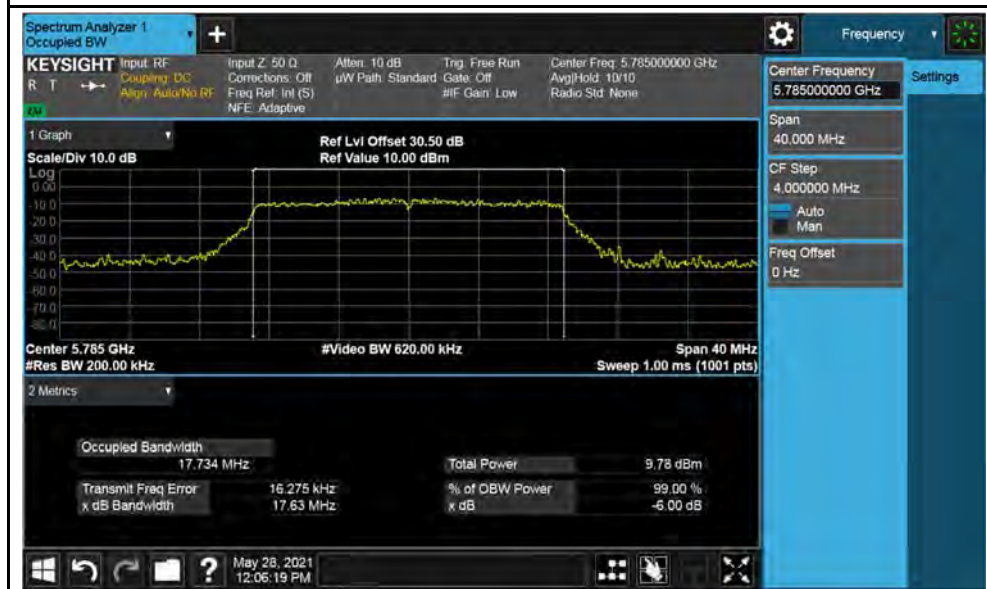 Spectrum Analyzer 1
Occupied BW
+
Frequency
KEYSIGHT
R T
Input: RF
Coupling: DC
Align: Auto/No RF
Input Z: 50 Ω
Corrections: Off
Freq Ref: Int (S)
NFE: Adaptive
Atten: 10 dB
µW Path: Standard
Trig: Free Run
Gate: Off
#IF Gain: Low
Center Freq: 5.785000000 GHz
Avg|Hold: 10/10
Radio Std: None
Center Frequency
5.785000000 GHz
Settings
Span
40.000 MHz
CF Step
4.000000 MHz
Auto
Man
Freq Offset
0 Hz
1 Graph
Scale/Div 10.0 dB
Ref Lvl Offset 30.50 dB
Ref Value 10.00 dBm
Log
0.00
-10.0
-20.0
-30.0
-40.0
-50.0
-60.0
-70.0
-80.0
Center 5.785 GHz
#Res BW 200.00 kHz
#Video BW 620.00 kHz
Span 40 MHz
Sweep 1.00 ms (1001 pts)
2 Metrics
Occupied Bandwidth
17.734 MHz
Total Power 9.78 dBm
Transmit Freq Error 16.275 kHz
% of OBW Power 99.00 %
x dB Bandwidth 17.63 MHz
x dB -6.00 dB
?
May 28, 2021
12:06:19 PM